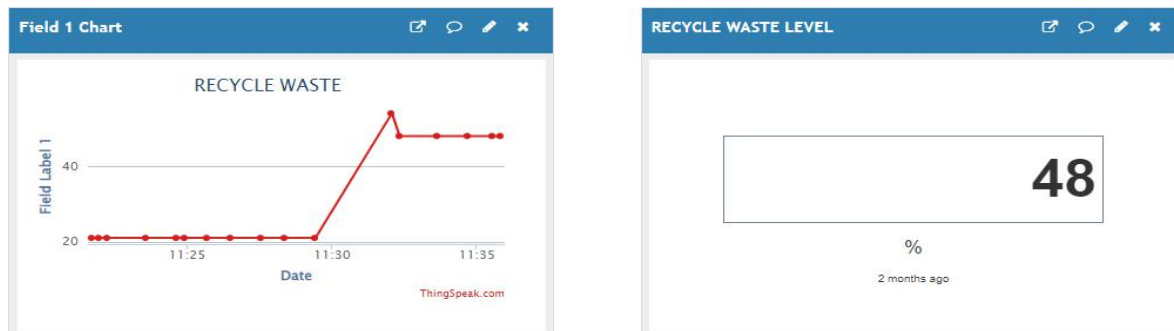 Field 1 Chart
RECYCLE WASTE
Field Label 1
40
20
11:25 11:30 11:35
Date
ThingSpeak.com
RECYCLE WASTE LEVEL
48
%
2 months ago